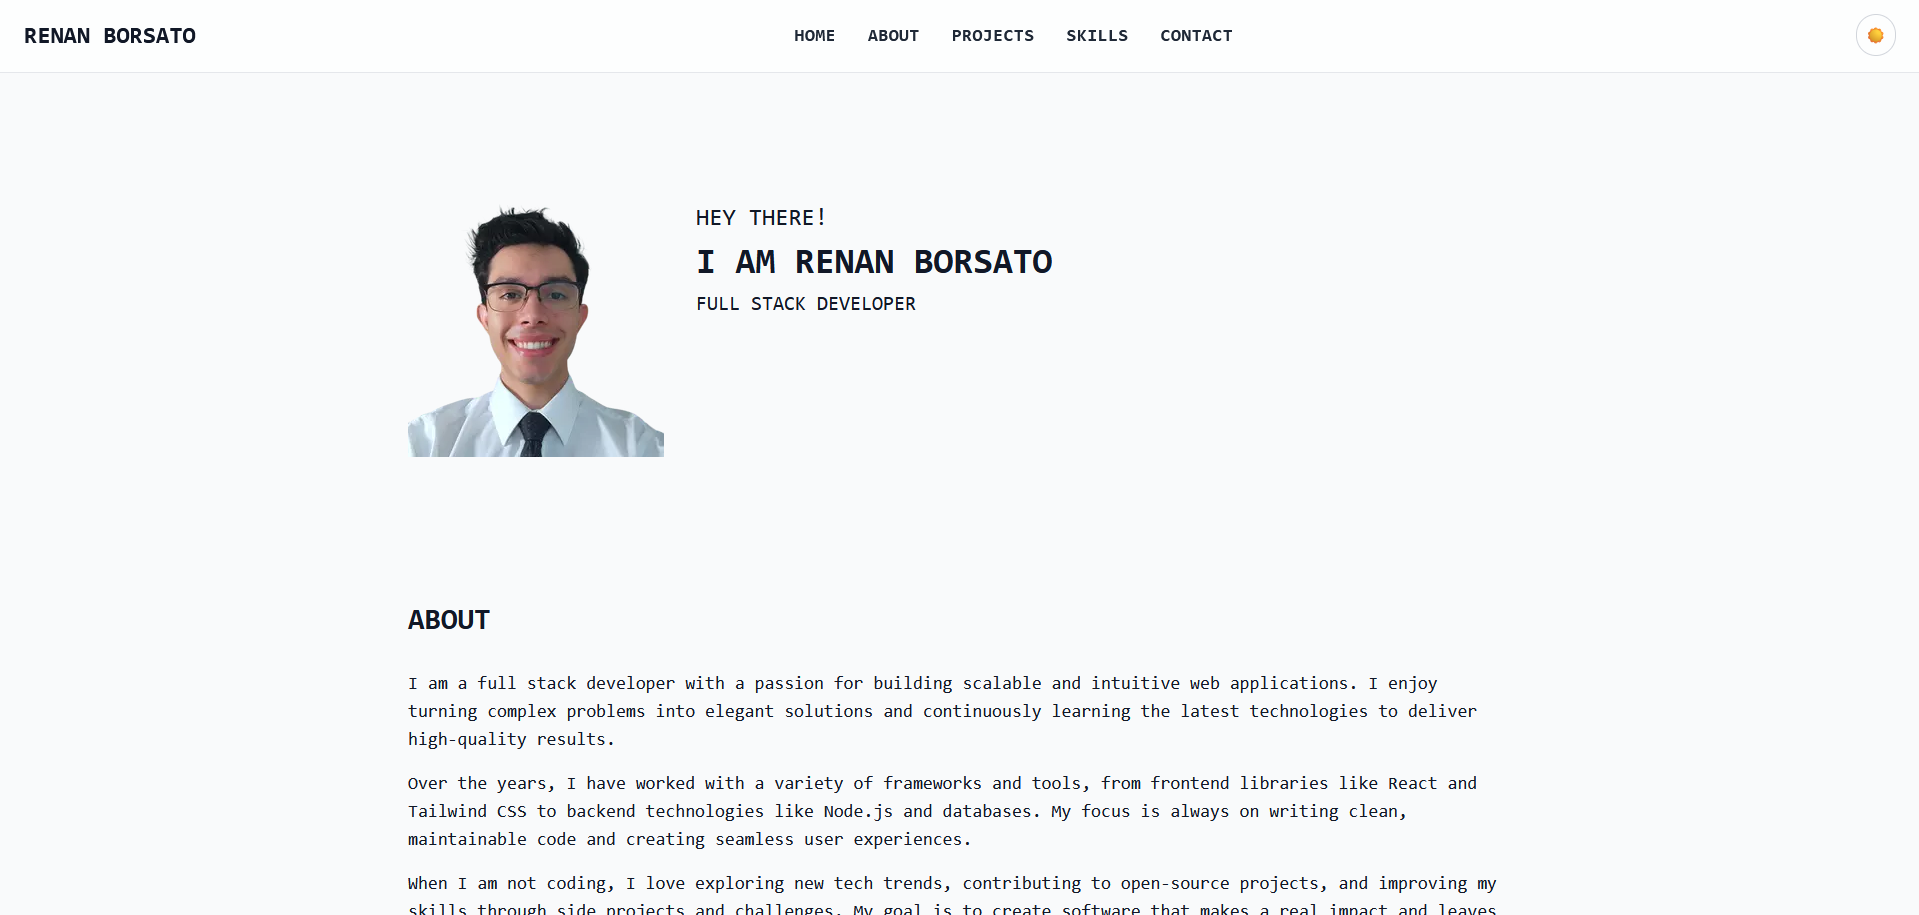 RENAN BORSATO
HOME ABOUT PROJECTS SKILLS CONTACT
HEY THERE!
I AM RENAN BORSATO
FULL STACK DEVELOPER
ABOUT
I am a full stack developer with a passion for building scalable and intuitive web applications. I enjoy
turning complex problems into elegant solutions and continuously learning the latest technologies to deliver
high-quality results.
Over the years, I have worked with a variety of frameworks and tools, from frontend libraries like React and
Tailwind CSS to backend technologies like Node.js and databases. My focus is always on writing clean,
maintainable code and creating seamless user experiences.
When I am not coding, I love exploring new tech trends, contributing to open-source projects, and improving my
skills through side projects and challenges. My goal is to create software that makes a real impact and leaves